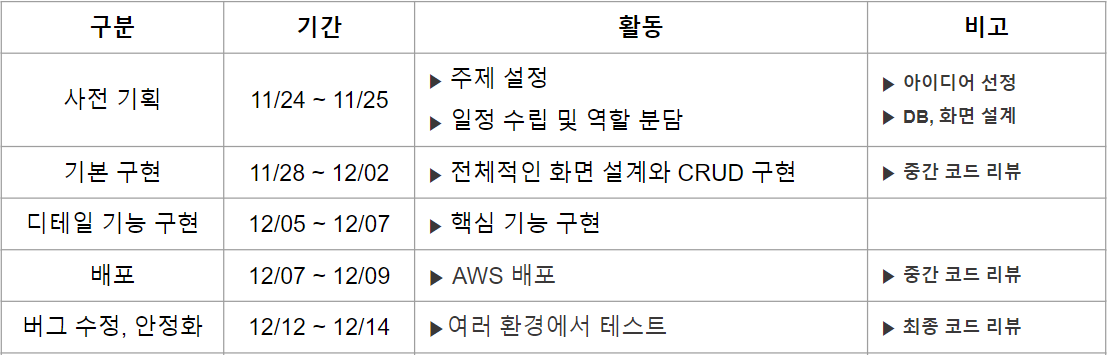 구분 기간 활동 비고
사전 기획 11/24 ~ 11/25 ▶ 주제 설정 ▶ 아이디어 선정
▶ 일정 수립 및 역할 분담 ▶ DB, 화면 설계
기본 구현 11/28 ~ 12/02 ▶ 전체적인 화면 설계와 CRUD 구현 ▶ 중간 코드 리뷰
디테일 기능 구현 12/05 ~ 12/07 ▶ 핵심 기능 구현
배포 12/07 ~ 12/09 ▶ AWS 배포 ▶ 중간 코드 리뷰
버그 수정, 안정화 12/12 ~ 12/14 ▶여러 환경에서 테스트 ▶ 최종 코드 리뷰